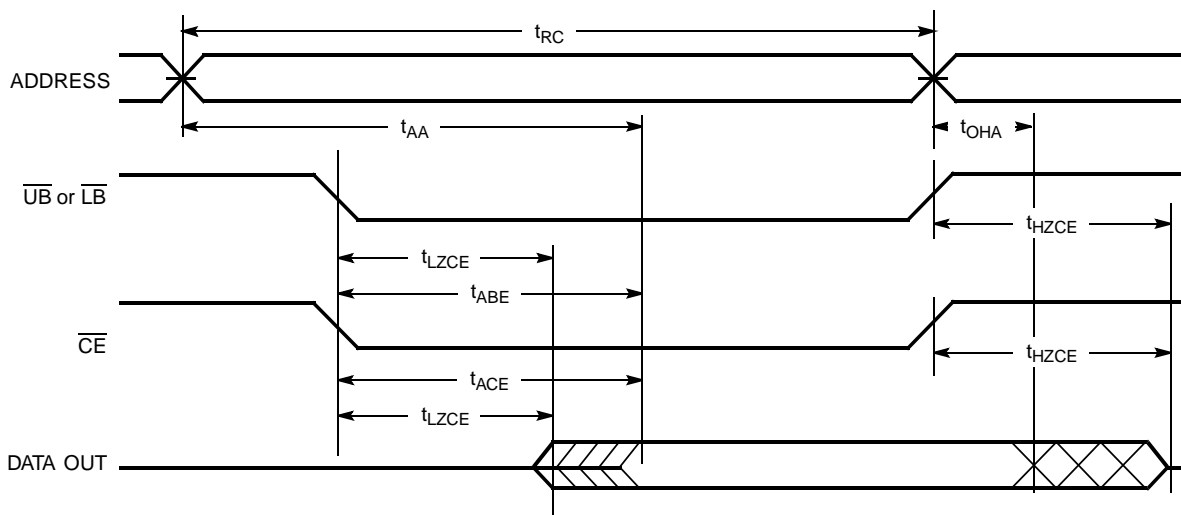 tRC
ADDRESS
tAA
tOHA
UB or LB
tHZCE
tLZCE
tABE
CE
tHZCE
tACE
tLZCE
DATA OUT